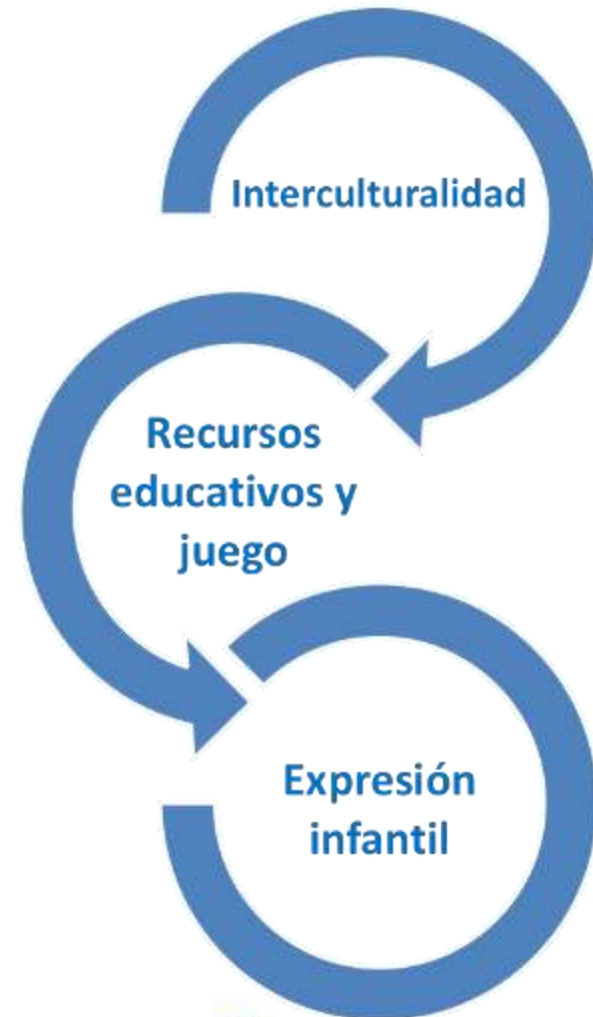 Interculturalidad
Recursos
educativos y
juego
Expresión
infantil